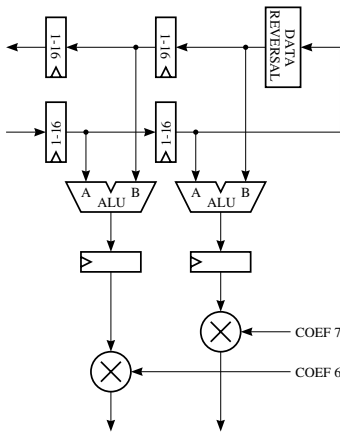 1-16
1-16
DATA
REVERSAL
1-16
1-16
A
B
ALU
A
B
ALU
COEF 7
COEF 6